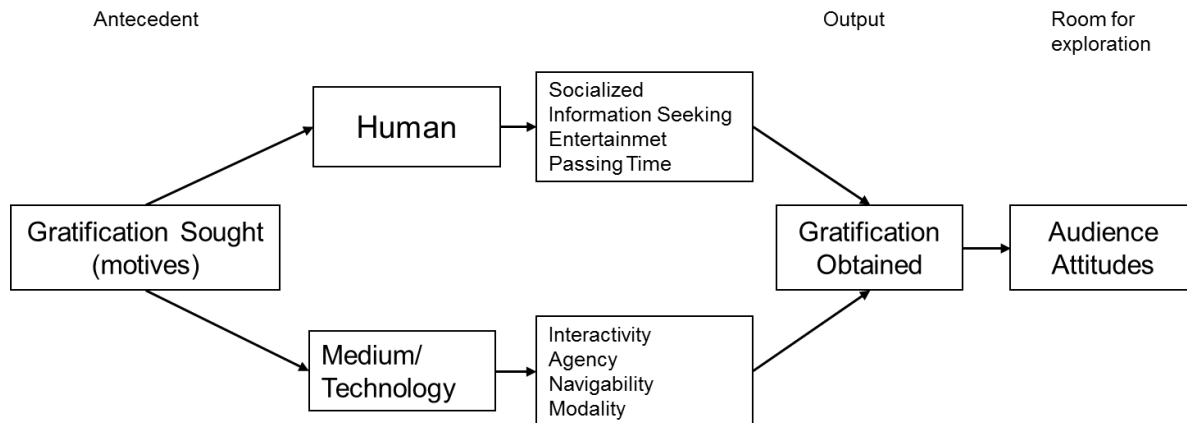 Antecedent
Output
Room for
exploration
Human
Socialized
Information Seeking
Entertainmet
Passing Time
Gratification Sought
(motives)
Gratification
Obtained
Audience
Attitudes
Medium/
Technology
Interactivity
Agency
Navigability
Modality